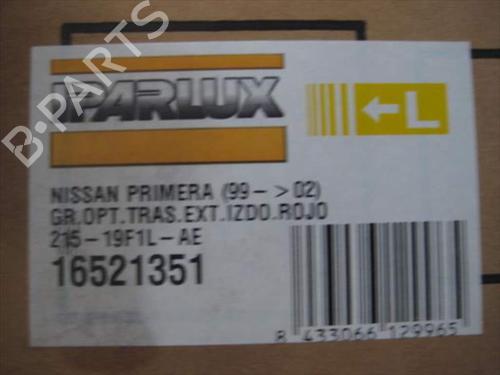 PARLUX
←L
B-PARTS
NISSAN PRIMERA (99->02)
GR.OPT.TRAS.EXT.IZDO.ROJO
215-19F1L-AE
16521351
8 433066 129965